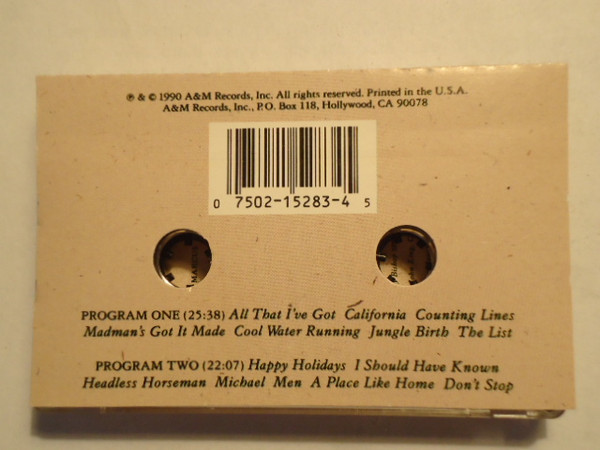 ℗ & © 1990 A&M Records, Inc. All rights reserved. Printed in the U.S.A.
A&M Records, Inc., P.O. Box 118, Hollywood, CA 90078
0 7502-15283-4 5
PROGRAM ONE (25:38) All That I've Got California Counting Lines
Madman's Got It Made Cool Water Running Jungle Birth The List
PROGRAM TWO (22:07) Happy Holidays I Should Have Known
Headless Horseman Michael Men A Place Like Home Don't Stop